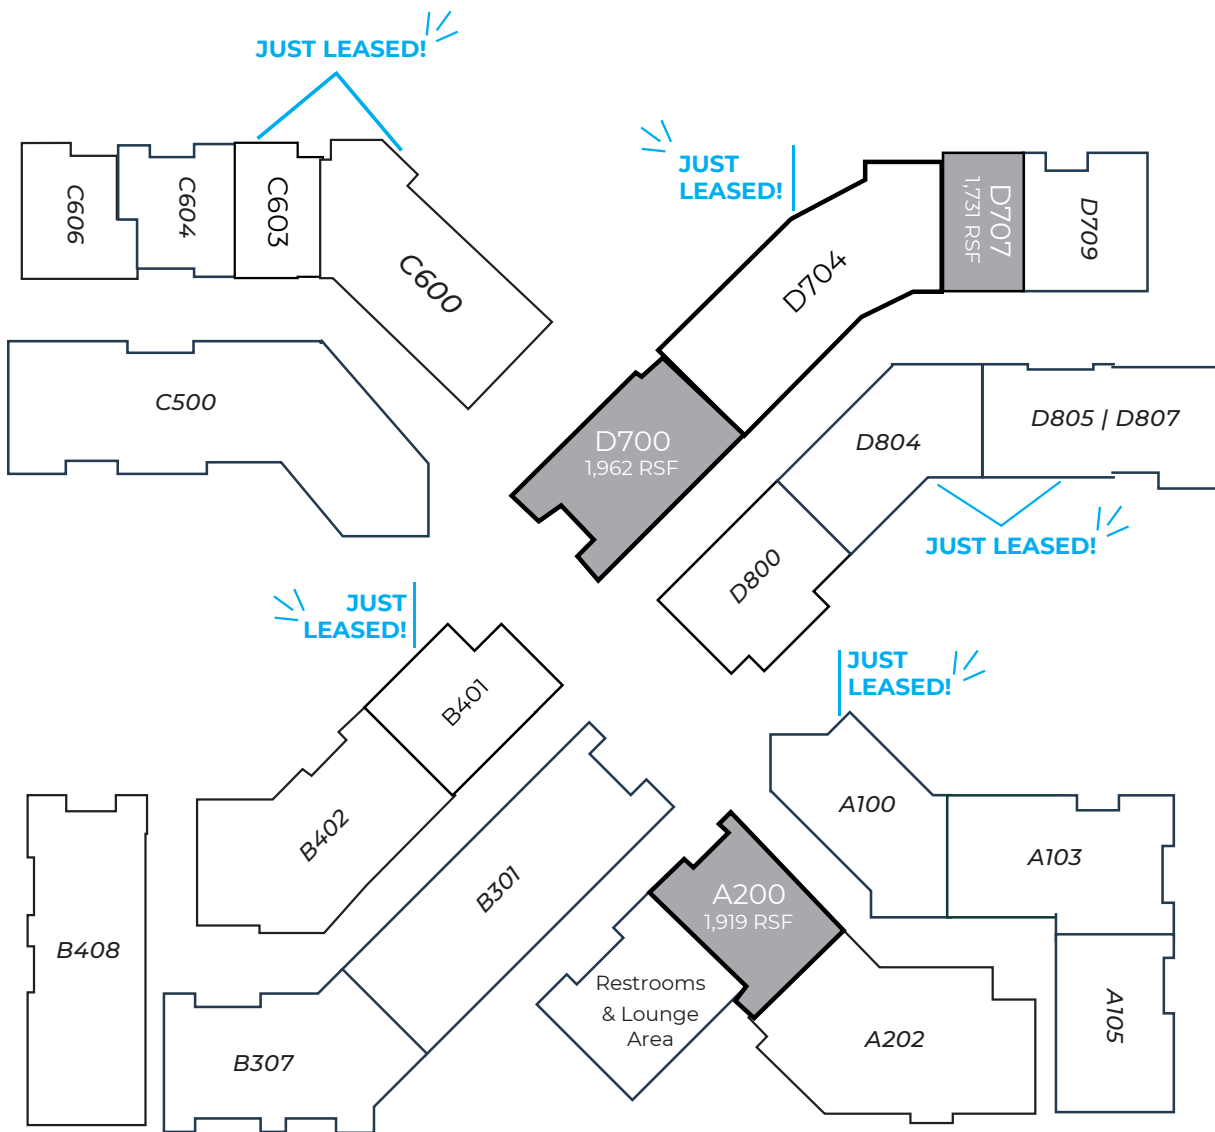 JUST LEASED!
C606
C604
C603
C600
JUST
LEASED!
D704
D707
1,731 RSF
D709
C500
D700
1,962 RSF
D804
D805 | D807
JUST LEASED!
D800
JUST
LEASED!
B401
JUST
LEASED!
A100
A103
B402
B301
A200
1,919 RSF
B408
Restrooms
& Lounge
Area
A202
A105
B307